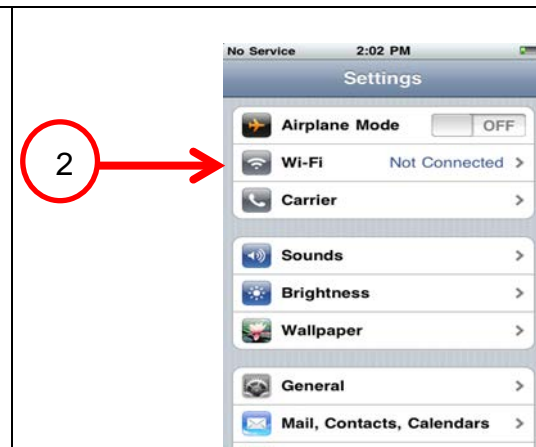 No Service 2:02 PM
Settings
Airplane Mode OFF
2
Wi-Fi Not Connected >
Carrier >
Sounds >
Brightness >
Wallpaper >
General >
Mail, Contacts, Calendars >